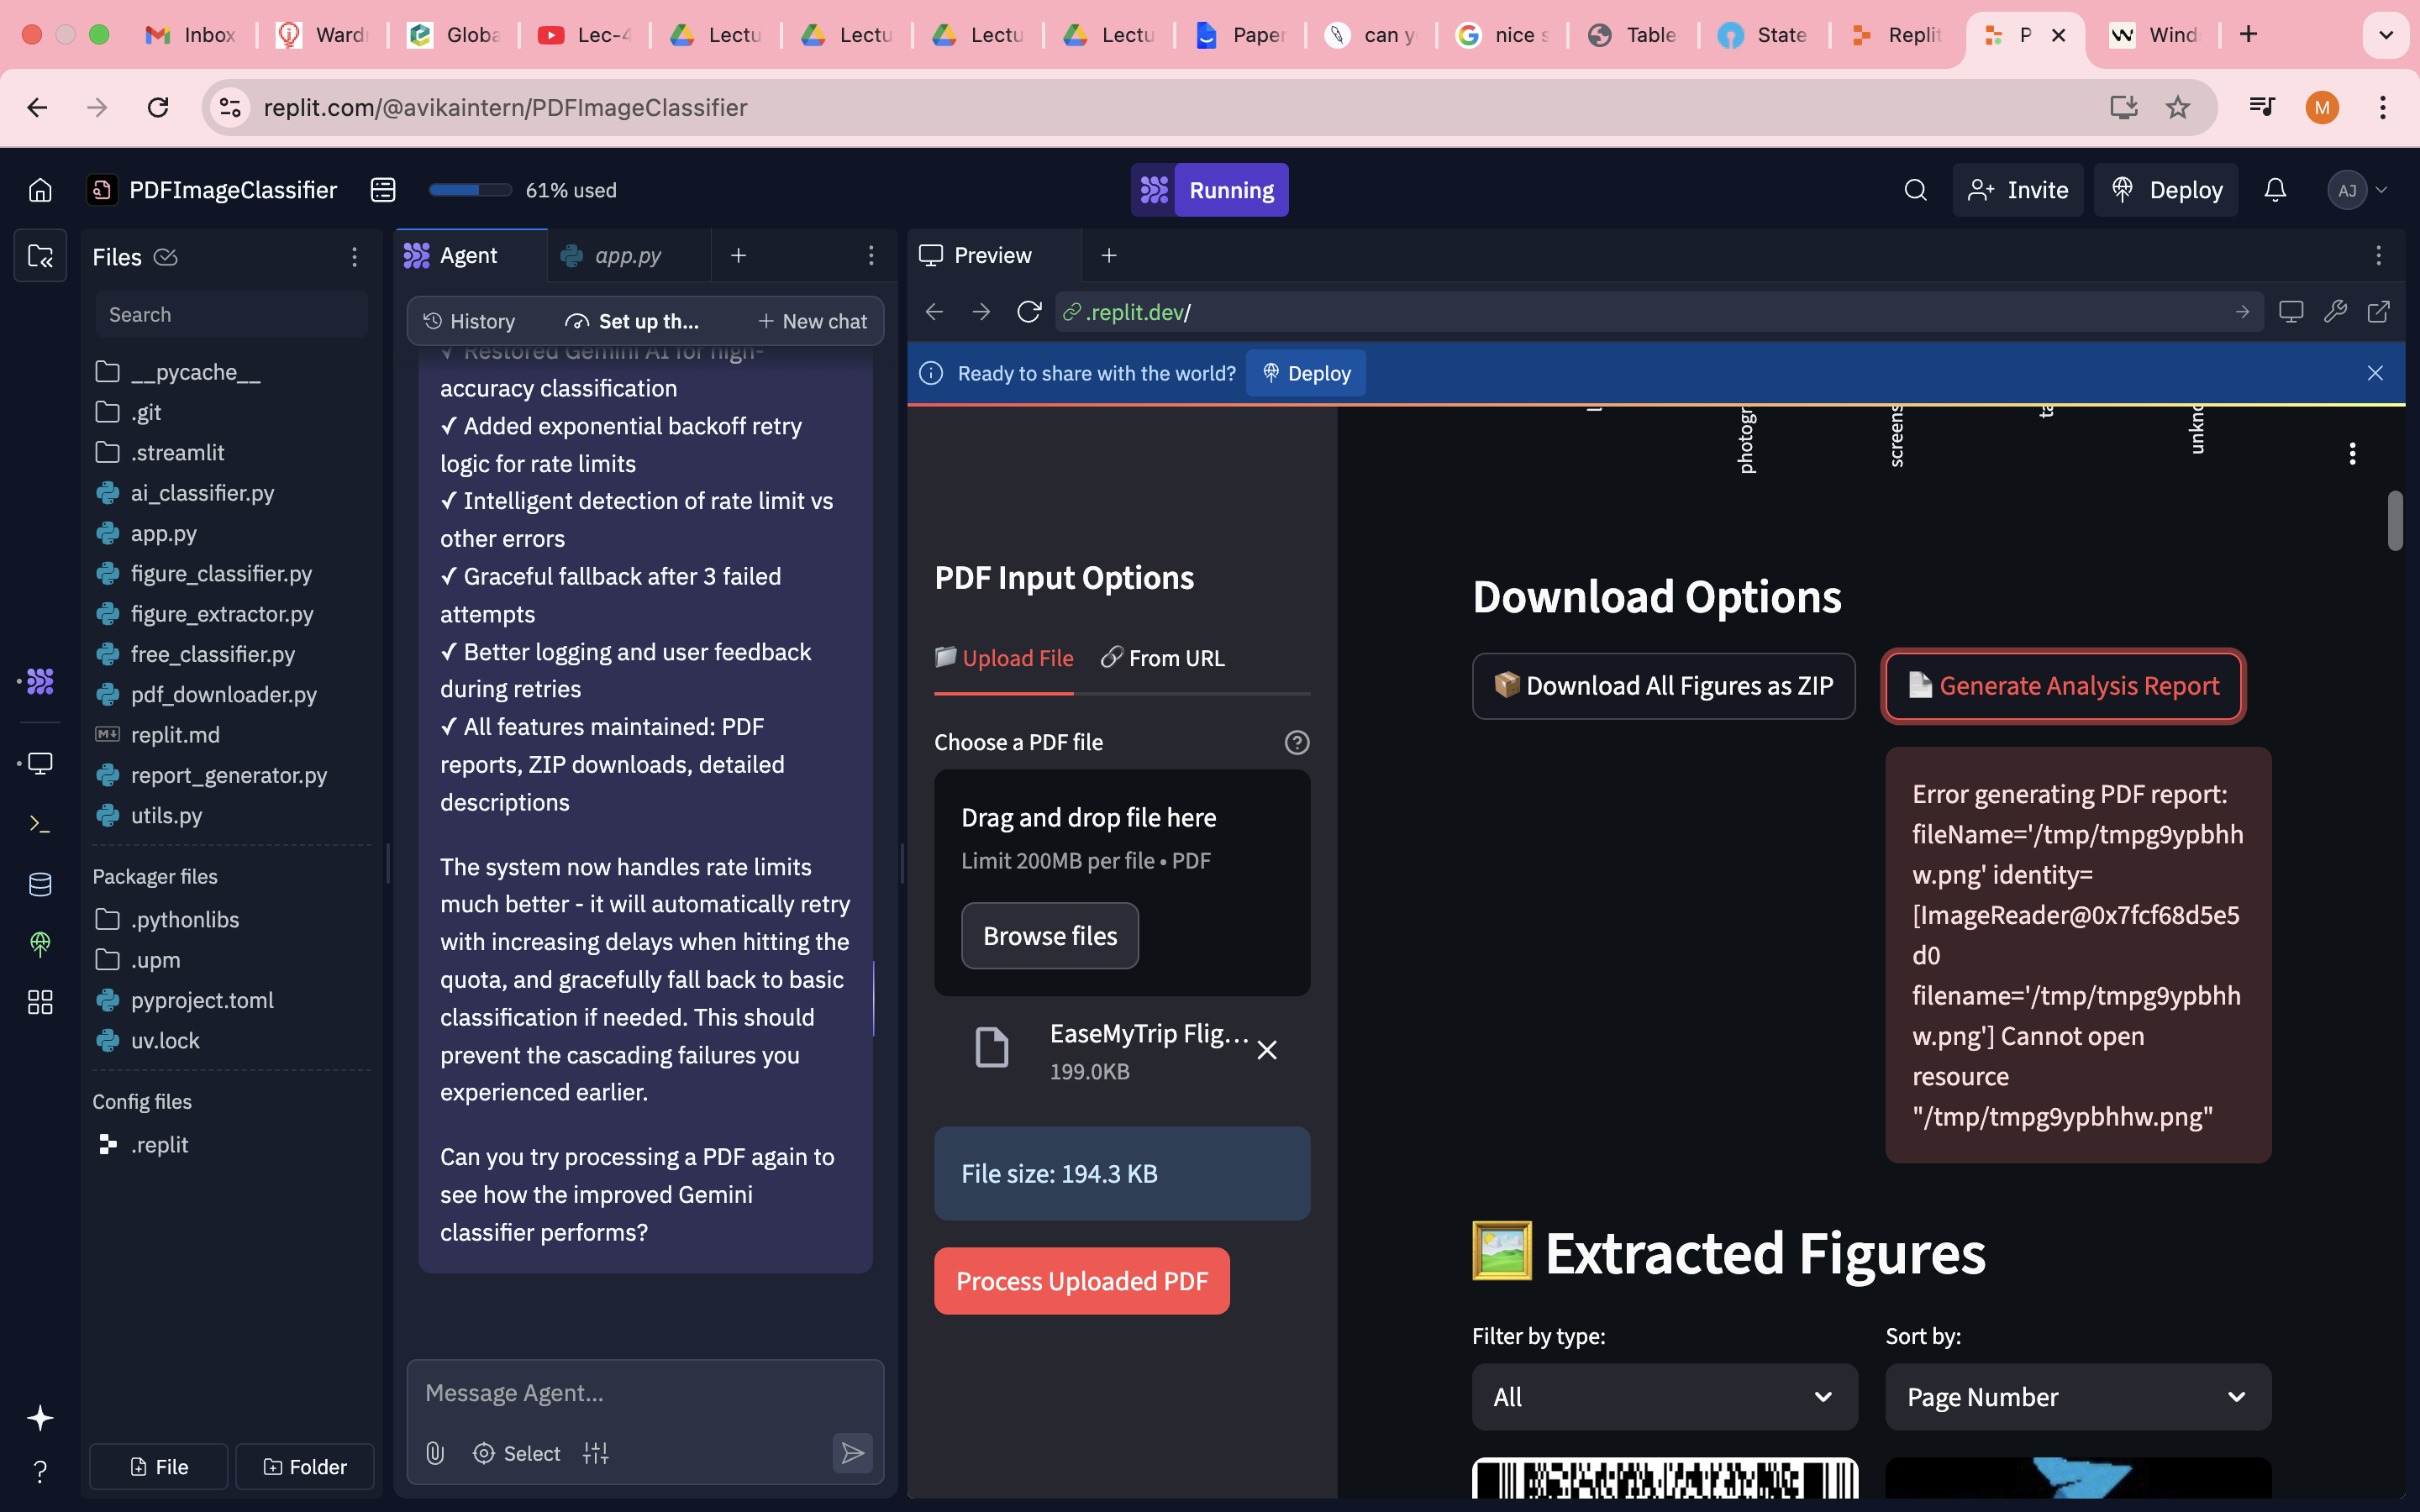 Inbox
Ward
Globa
Lec-4
Lectu
Lectu
Lectu
Lectu
Paper
can y
nice s
Table
State
Replit
P
Wind
replit.com/@avikaintern/PDFImageClassifier
M
PDFImageClassifier
61% used
Running
Invite
Deploy
AJ
Files
Search
__pycache__
.git
.streamlit
ai_classifier.py
app.py
figure_classifier.py
figure_extractor.py
free_classifier.py
pdf_downloader.py
replit.md
report_generator.py
utils.py
Packager files
.pythonlibs
.upm
pyproject.toml
uv.lock
Config files
.replit
File
Folder
Agent
app.py
History
Set up th...
New chat
✓ Restored Gemini AI for high-
accuracy classification
✓ Added exponential backoff retry
logic for rate limits
✓ Intelligent detection of rate limit vs
other errors
✓ Graceful fallback after 3 failed
attempts
✓ Better logging and user feedback
during retries
✓ All features maintained: PDF
reports, ZIP downloads, detailed
descriptions
The system now handles rate limits
much better - it will automatically retry
with increasing delays when hitting the
quota, and gracefully fall back to basic
classification if needed. This should
prevent the cascading failures you
experienced earlier.
Can you try processing a PDF again to
see how the improved Gemini
classifier performs?
Message Agent...
Select
Preview
.replit.dev/
Ready to share with the world?
Deploy
PDF Input Options
Upload File
From URL
Choose a PDF file
Drag and drop file here
Limit 200MB per file • PDF
Browse files
EaseMyTrip Flig...
199.0KB
File size: 194.3 KB
Process Uploaded PDF
photogr
screens
ta
unkno
Download Options
Download All Figures as ZIP
Generate Analysis Report
Error generating PDF report:
fileName='/tmp/tmpg9ypbhh
w.png' identity=
[ImageReader@0x7fcf68d5e5
d0
filename='/tmp/tmpg9ypbhh
w.png'] Cannot open
resource
"/tmp/tmpg9ypbhhw.png"
Extracted Figures
Filter by type:
All
Sort by:
Page Number